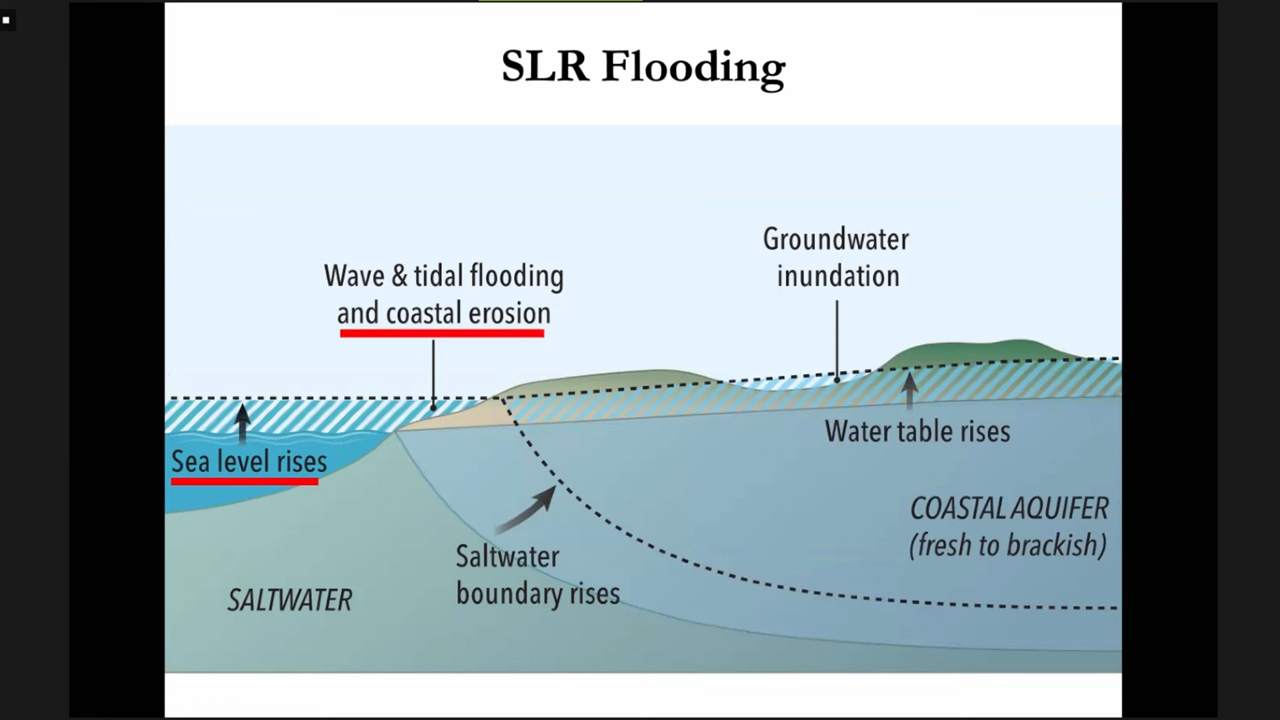 SLR Flooding
Groundwater
inundation
Wave & tidal flooding
and coastal erosion
Water table rises
Sea level rises
COASTAL AQUIFER
(fresh to brackish)
Saltwater
boundary rises
SALTWATER